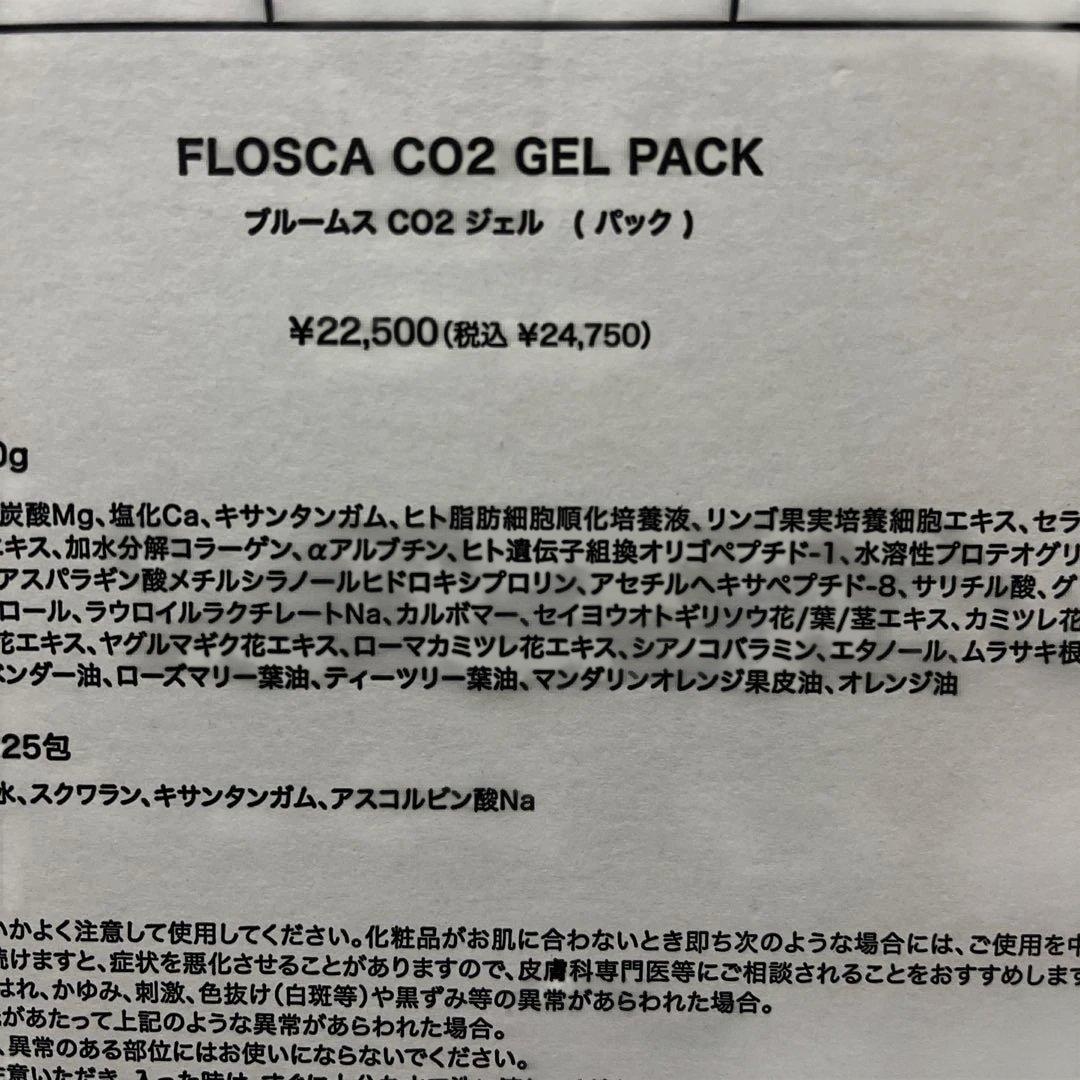 FLOSCA CO2 GEL PACK
ブルームス CO2 ジェル （パック）
¥22,500（税込 ¥24,750）
0g
炭酸Mg、塩化Ca、キサンタンガム、ヒト脂肪細胞順化培養液、リンゴ果実培養細胞エキス、セラ
エキス、加水分解コラーゲン、αアルブチン、ヒト遺伝子組換オリゴペプチド-1、水溶性プロテオグリ
アスパラギン酸メチルシラノールヒドロキシプロリン、アセチルヘキサペプチド-8、サリチル酸、グ
ロール、ラウロイルラクチレートNa、カルボマー、セイヨウオトギリソウ花/葉/茎エキス、カミツレ花
花エキス、ヤグルマギク花エキス、ローマカミツレ花エキス、シアノコバラミン、エタノール、ムラサキ根
ベンダー油、ローズマリー葉油、ティーツリー葉油、マンダリンオレンジ果皮油、オレンジ油
25包
水、スクワラン、キサンタンガム、アスコルビン酸Na
いかよく注意して使用してください。化粧品がお肌に合わないとき即ち次のような場合には、ご使用を中
続けますと、症状を悪化させることがありますので、皮膚科専門医等にご相談されることをおすすめします
はれ、かゆみ、刺激、色抜け（白斑等）や黒ずみ等の異常があらわれた場合。
があたって上記のような異常があらわれた場合。
、異常のある部位にはお使いにならないでください。